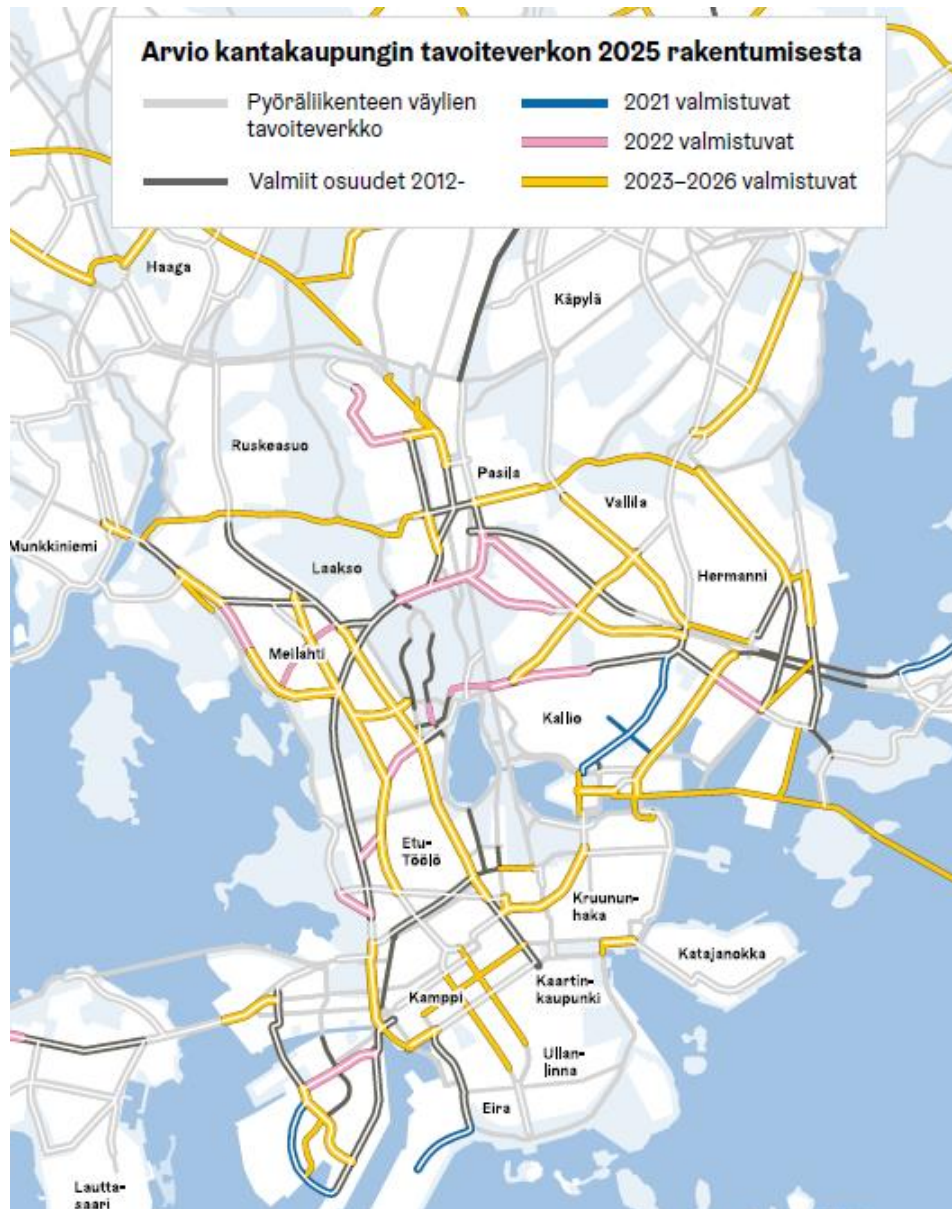 Arvio kantakaupungin tavoiteverkon 2025 rakentumisesta
Pyöräliikenteen väylien
tavoiteverkko
Valmiit osuudet 2012-
2021 valmistuvat
2022 valmistuvat
2023–2026 valmistuvat
Haaga
Käpylä
Ruskeasuo
Pasila
Vallila
Munkkiniemi
Laakso
Hermanni
Meilahti
Kallio
Etu-
Töölö
Kruunun-
haka
Katajanokka
Kaartin-
kaupunki
Kamppi
Ullan-
linna
Eira
Lautta-
saari